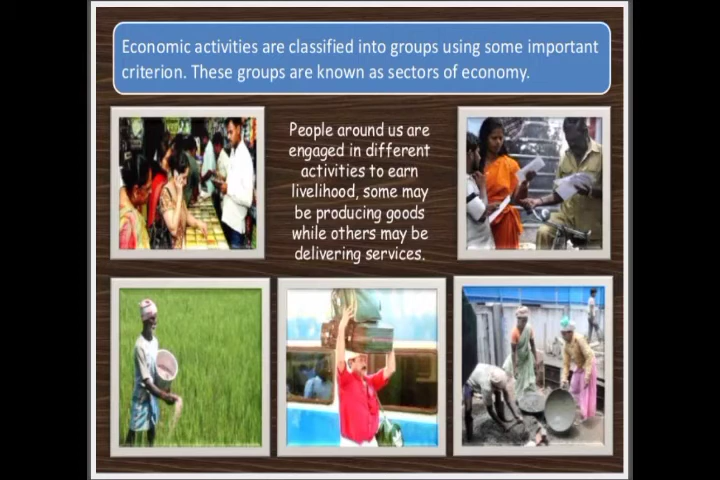 Economic activities are classified into groups using some important
criterion. These groups are known as sectors of economy.
People around us are
engaged in different
activities to earn
livelihood, some may
be producing goods
while others may be
delivering services.